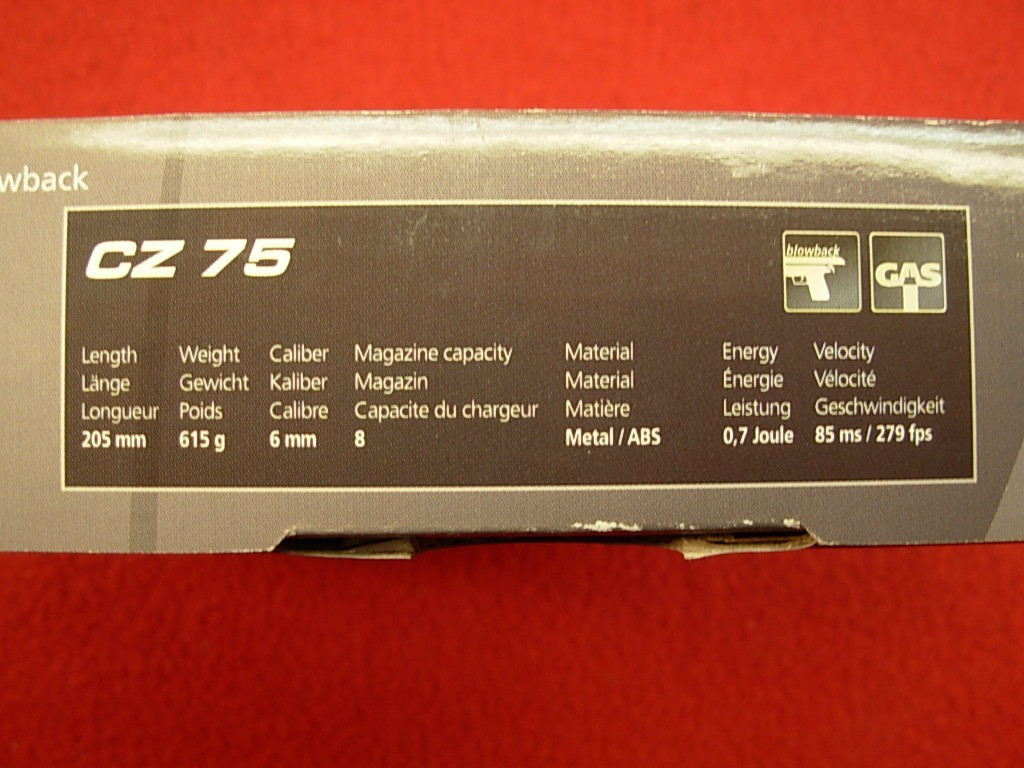 wback
CZ 75
blowback
GAS
Length Weight Caliber Magazine capacity Material Energy Velocity
Länge Gewicht Kaliber Magazin Material Énergie Vélocité
Longueur Poids Calibre Capacite du chargeur Matière Leistung Geschwindigkeit
205 mm 615 g 6 mm 8 Metal / ABS 0,7 Joule 85 ms / 279 fps